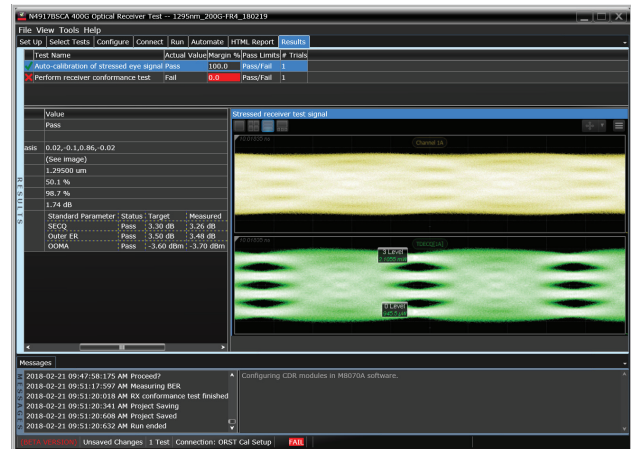 N4917BSCA 400G Optical Receiver Test -- 1295nm_200G-FR4_180219
File View Tools Help
Set Up Select Tests Configure Connect Run Automate HTML Report Results
Test Name Actual Value Margin % Pass Limits # Trials
Auto-calibration of stressed eye signal Pass 100.0 Pass/Fail 1
Perform receiver conformance test Fail 0.0 Pass/Fail 1
Value
Pass
asis 0.02,-0.1,0.86,-0.02
(See image)
1.29500 um
50.1 %
98.7 %
1.74 dB
Standard Parameter Status Target Measured
SECQ Pass 3.30 dB 3.26 dB
Outer ER Pass 3.50 dB 3.48 dB
OOMA Pass -3.60 dBm -3.70 dBm
RESULTS
Stressed receiver test signal
Channel 1A
TDECQ[1A]
3 Level
0 Level
Messages
MESSAGES
2018-02-21 09:47:58:175 AM Proceed?
2018-02-21 09:51:17:597 AM Measuring BER
2018-02-21 09:51:20:018 AM RX conformance test finished
2018-02-21 09:51:20:341 AM Project Saving
2018-02-21 09:51:20:608 AM Project Saved
2018-02-21 09:51:20:632 AM Run ended
Configuring CDR modules in M8070A software.
(BETA VERSION) Unsaved Changes 1 Test Connection: ORST Cal Setup FAIL